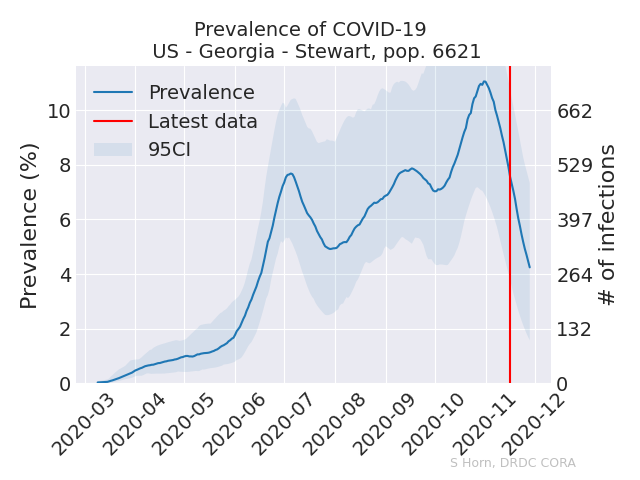 Prevalence of COVID-19
US - Georgia - Stewart, pop. 6621
Prevalence
Latest data
95CI
Prevalence (%)
10
8
6
4
2
0
662
529
397
264
132
0
# of infections
2020-03
2020-04
2020-05
2020-06
2020-07
2020-08
2020-09
2020-10
2020-11
2020-12
S Horn, DRDC CORA